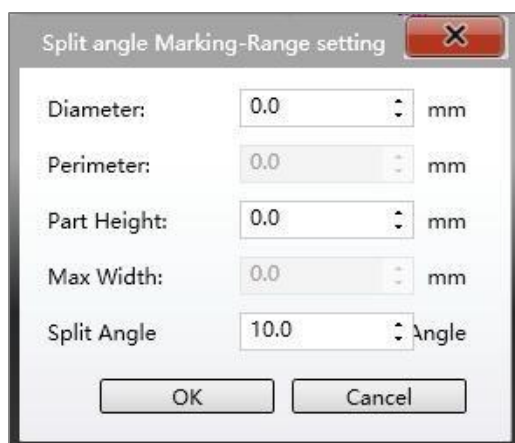 Split angle Marking-Range setting
Diameter: 0.0 mm
Perimeter: 0.0 mm
Part Height: 0.0 mm
Max Width: 0.0 mm
Split Angle 10.0 Angle
OK Cancel